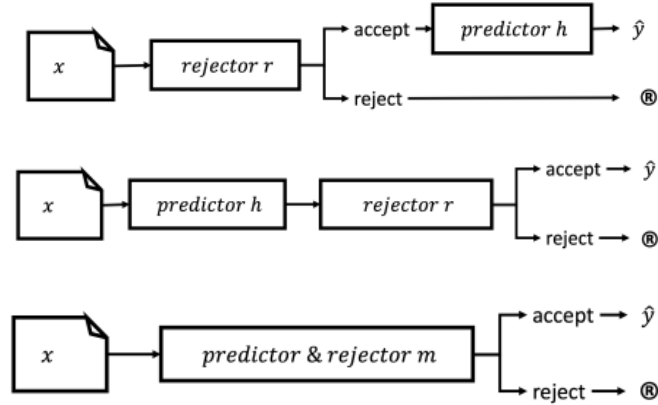 x
rejector r
accept
predictor h
ŷ
reject
®
x
predictor h
rejector r
accept
ŷ
reject
®
x
predictor & rejector m
accept
ŷ
reject
®